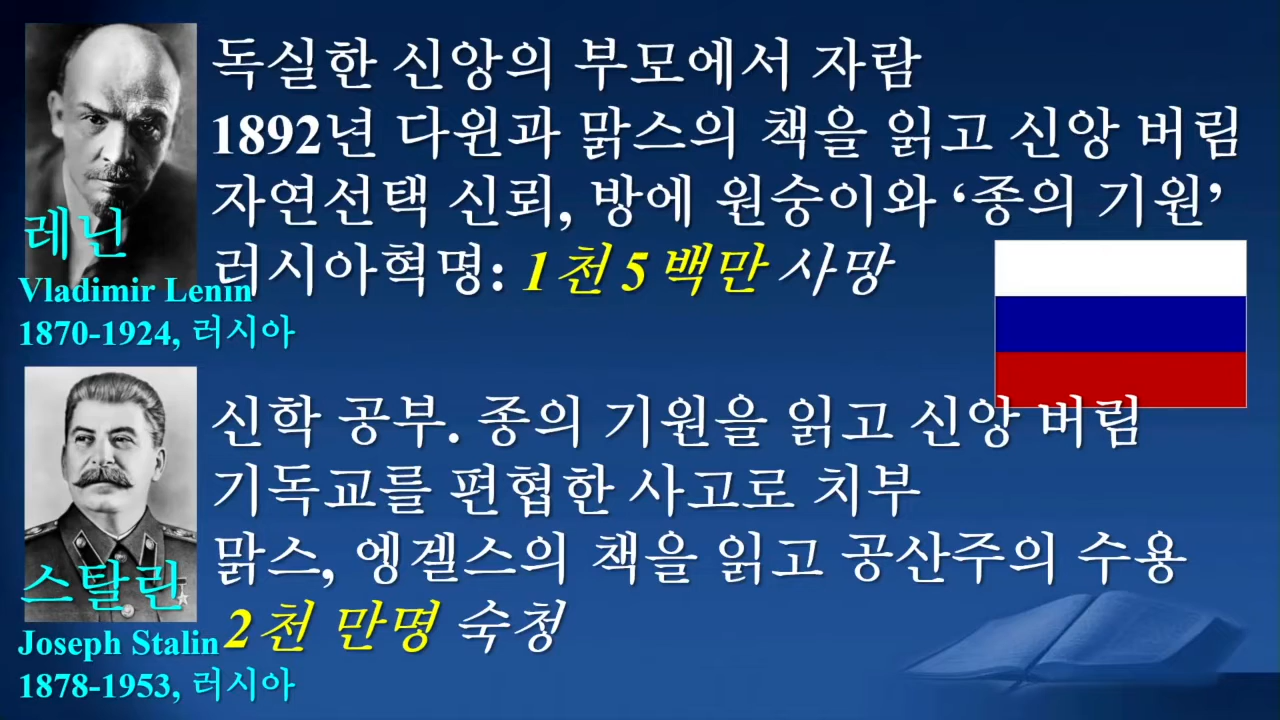 독실한 신앙의 부모에서 자람
1892년 다윈과 맑스의 책을 읽고 신앙 버림
자연선택 신뢰, 방에 원숭이와 ‘종의 기원’
러시아혁명: 1천5백만 사망
레닌
Vladimir Lenin
1870-1924, 러시아
신학 공부. 종의 기원을 읽고 신앙 버림
기독교를 편협한 사고로 치부
맑스, 엥겔스의 책을 읽고 공산주의 수용
2천 만명 숙청
스탈린
Joseph Stalin
1878-1953, 러시아